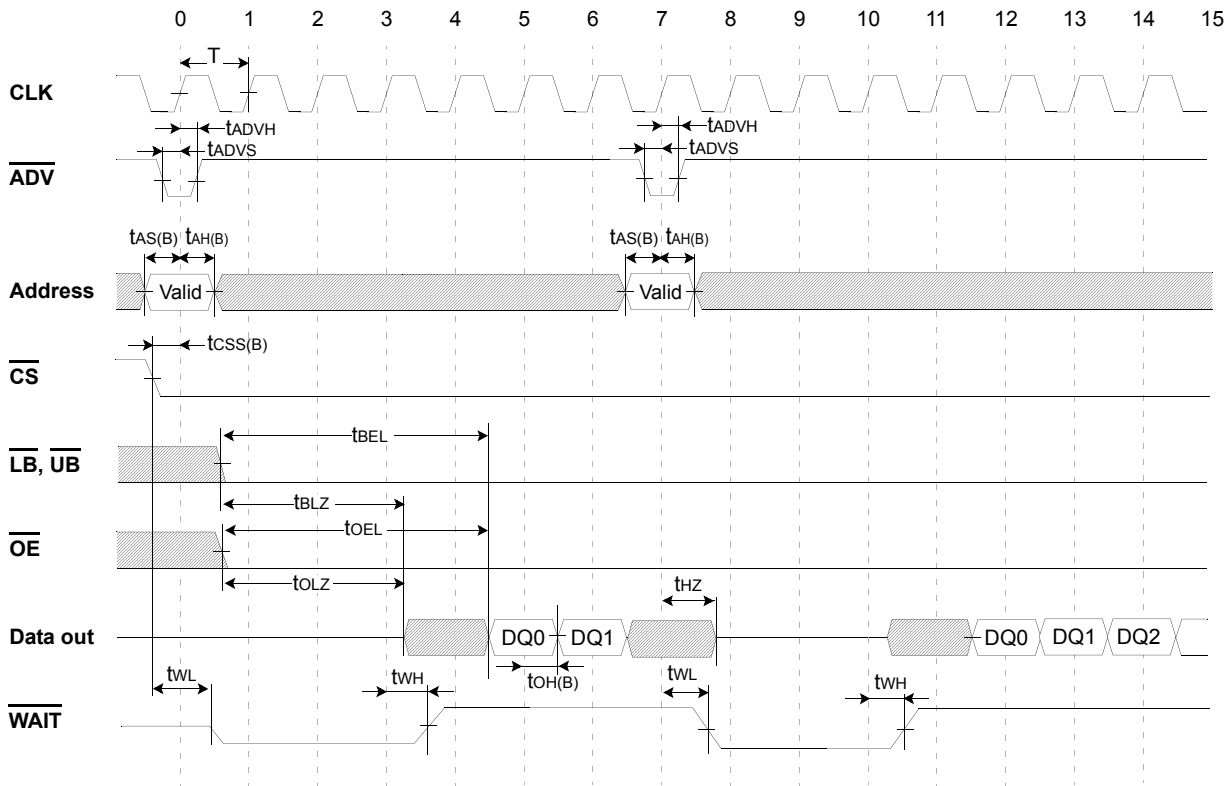 0 1 2 3 4 5 6 7 8 9 10 11 12 13 14 15
T
CLK
tADVH tADVH
tADVS tADVS
ADV
tAS(B) tAH(B) tAS(B) tAH(B)
Address Valid Valid
tCSS(B)
CS
tBEL
LB, UB
tBLZ
tOEL
OE
tOLZ tHZ
Data out DQ0 DQ1 DQ0 DQ1 DQ2
tWL tWH tOH(B) tWL tWH
WAIT